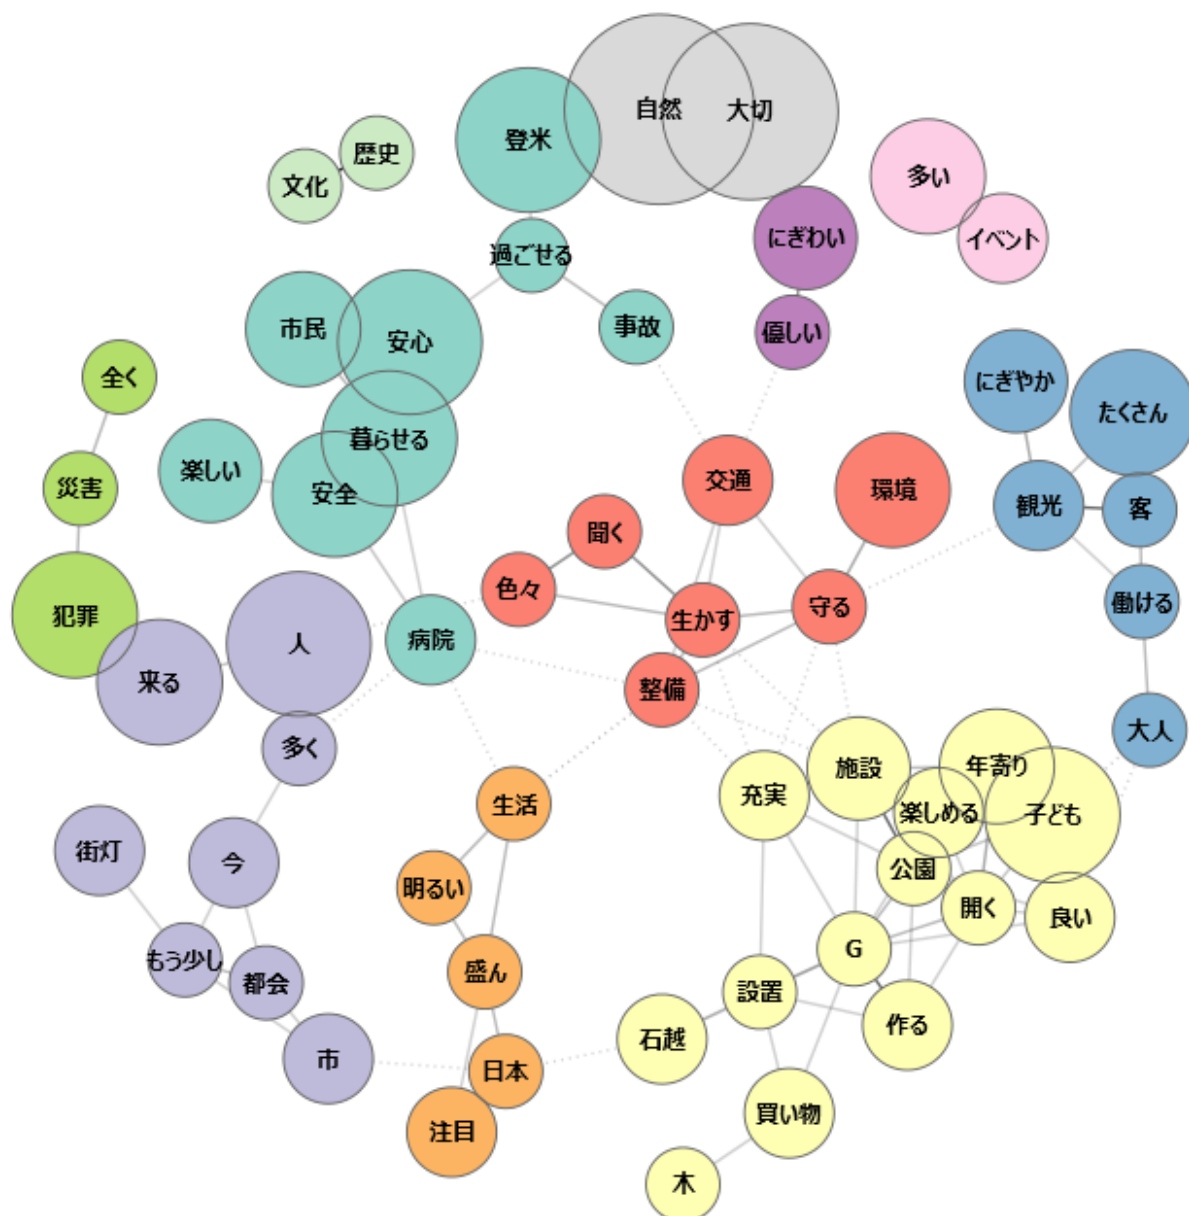 自然
大切
登米
歴史
文化
多い
イベント
にぎわい
過ごせる
市民
安心
事故
優しい
全く
にぎやか
たくさん
暮らせる
楽しい
安全
災害
交通
環境
観光
客
聞く
色々
働ける
犯罪
生かす
守る
人
病院
来る
整備
多く
大人
施設
年寄り
充実
生活
楽しめる
子ども
街灯
今
公園
明るい
開く
良い
もう少し
G
盛ん
都会
設置
作る
石越
市
日本
買い物
注目
木